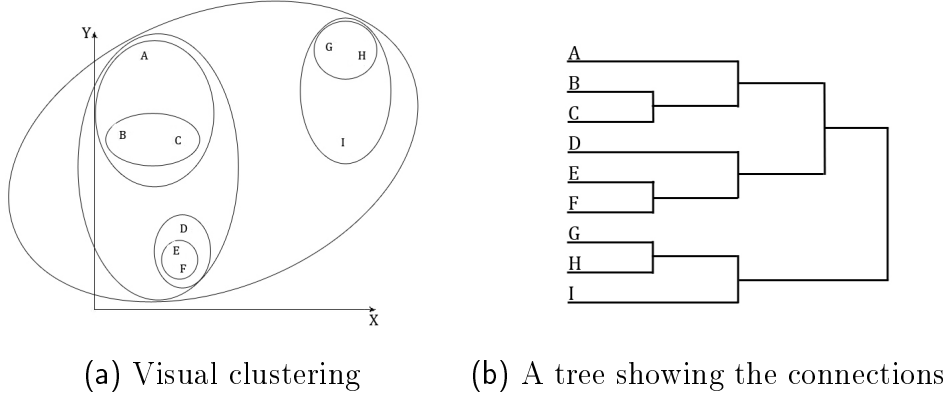 Y
A
B
C
D
E
F
G
H
I
X
A
B
C
D
E
F
G
H
I
(a) Visual clustering
(b) A tree showing the connections